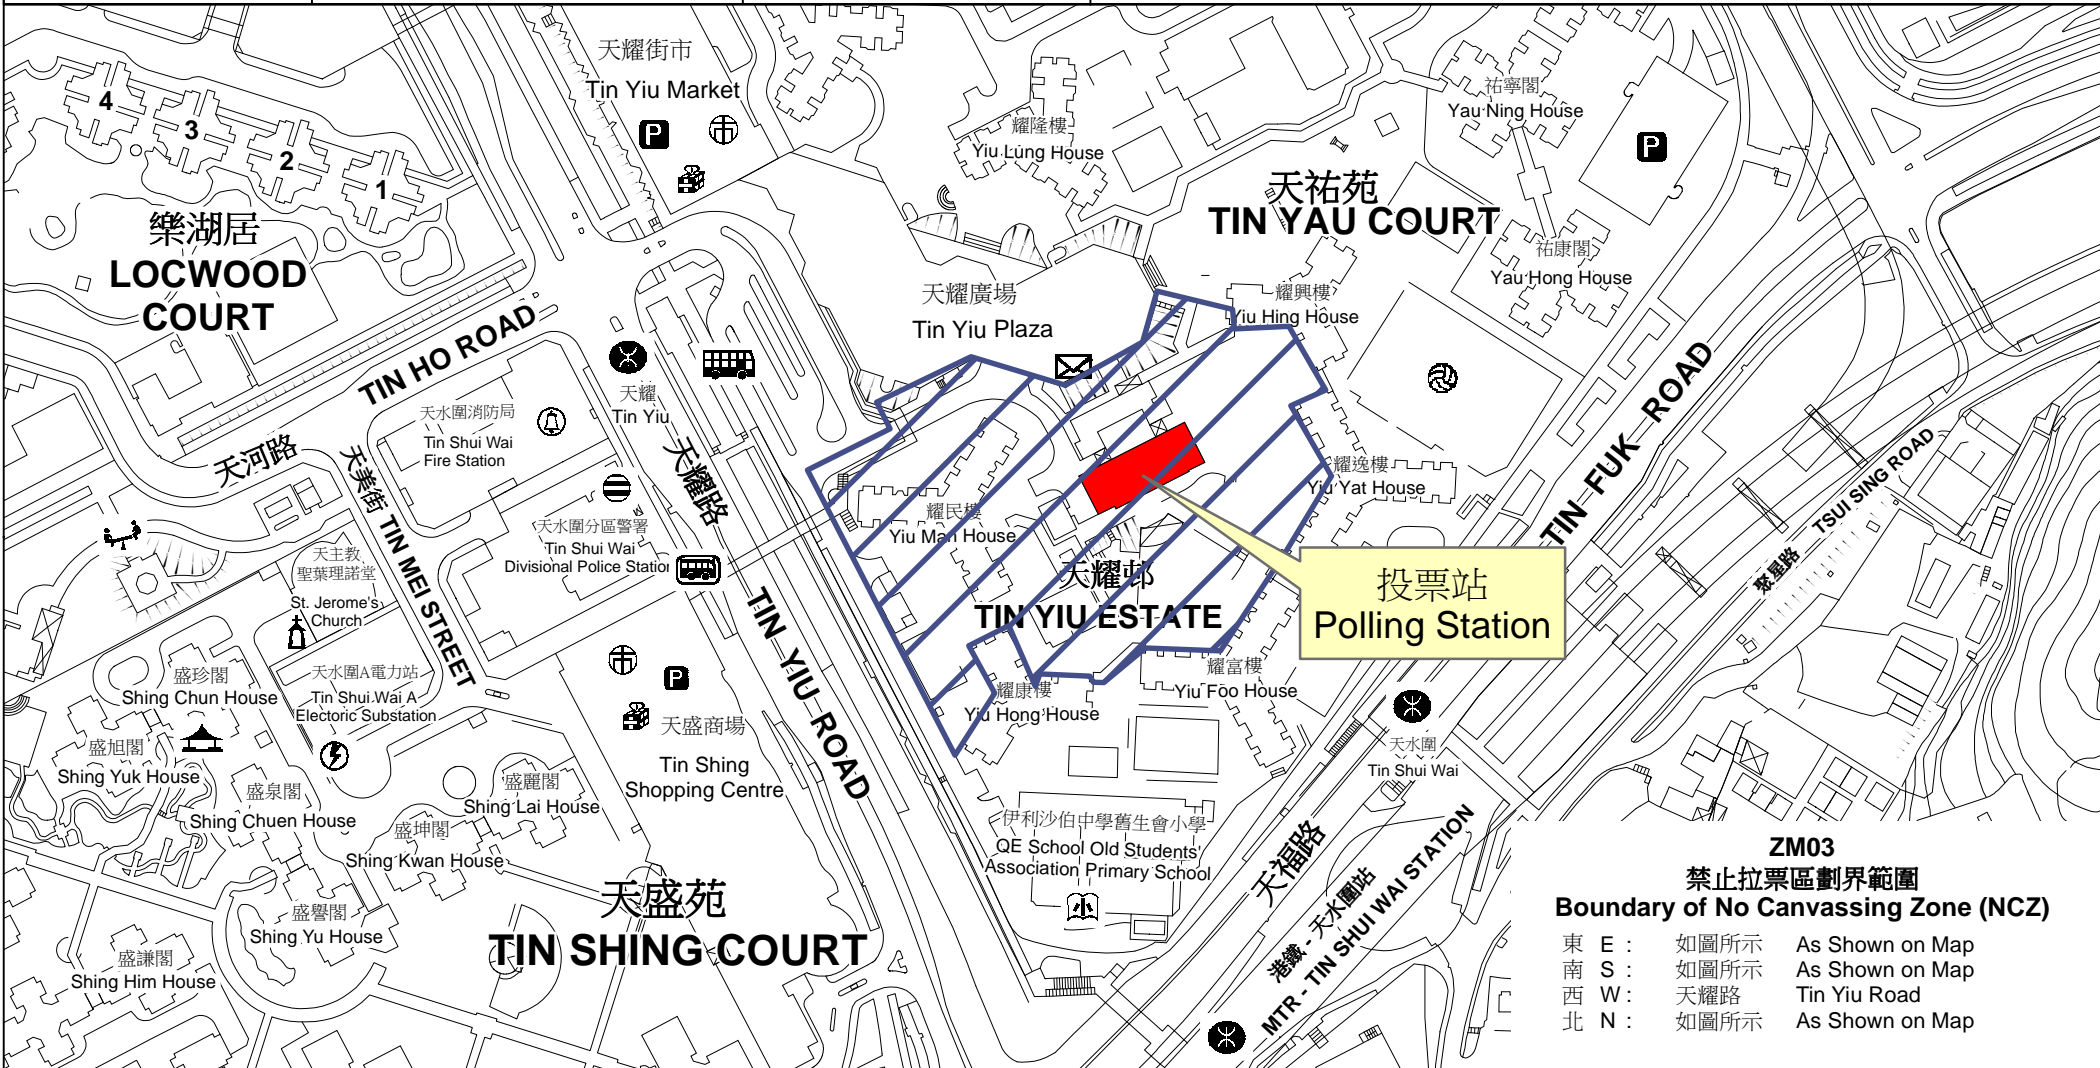 天耀街市
Tin Yiu Market
4
3
2
1
樂湖居
LOCWOOD
COURT
耀隆樓
Yiu Lung House
祐寧閣
Yau Ning House
P
P
天祐苑
TIN YAU COURT
祐康閣
Yau Hong House
天耀廣場
Tin Yiu Plaza
耀興樓
Yiu Hing House
TIN HO ROAD
天河路
天耀
Tin Yiu
天水圍消防局
Tin Shui Wai
Fire Station
天美街 TIN MEI STREET
天耀路
TIN YIU ROAD
天水圍分區警署
Tin Shui Wai
Divisional Police Station
天主教
聖葉理諾堂
St. Jerome's
Church
耀民樓
Yiu Man House
耀逸樓
Yiu Yat House
TIN FUK ROAD
天福路
聚星路 TSUI SING ROAD
投票站
Polling Station
天耀邨
TIN YIU ESTATE
耀富樓
Yiu Foo House
耀康樓
Yiu Hong House
天水圍A電力站
Tin Shui Wai A
Electoric Substation
盛珍閣
Shing Chun House
盛旭閣
Shing Yuk House
盛泉閣
Shing Chuen House
盛麗閣
Shing Lai House
盛坤閣
Shing Kwan House
P
天盛商場
Tin Shing
Shopping Centre
天水圍
Tin Shui Wai
伊利沙伯中學舊生會小學
QE School Old Students
Association Primary School
小
盛譽閣
Shing Yu House
盛謙閣
Shing Him House
天盛苑
TIN SHING COURT
港鐵 - 天水圍站
MTR - TIN SHUI WAI STATION
ZM03
禁止拉票區劃界範圍
Boundary of No Canvassing Zone (NCZ)
東 E : 如圖所示 As Shown on Map
南 S : 如圖所示 As Shown on Map
西 W : 天耀路 Tin Yiu Road
北 N : 如圖所示 As Shown on Map